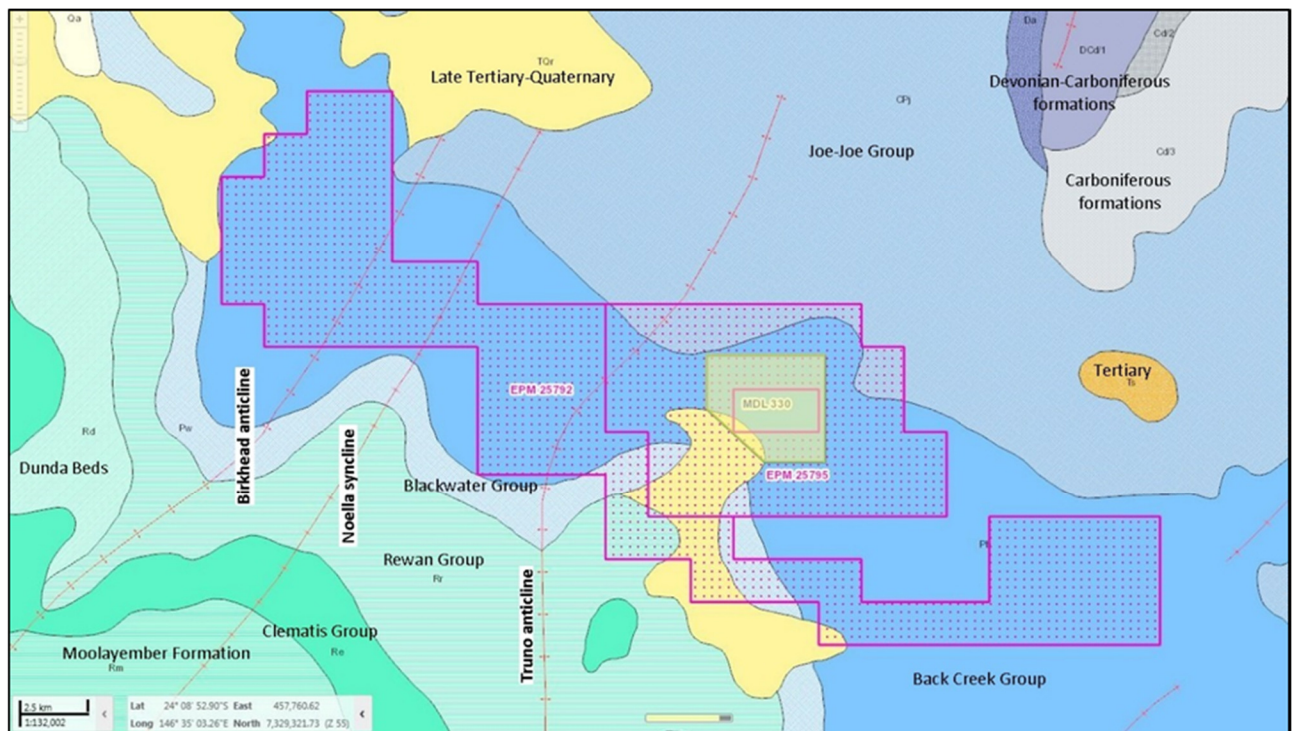 Qa
Late Tertiary-Quaternary
TQr
Da
DCd/1
Cd/2
Devonian-Carboniferous
formations
CPj
Joe-Joe Group
Cd/3
Carboniferous
formations
Tertiary
Ts
EPM 25792
MDL 330
EPM 25795
Rd
Pw
Dunda Beds
Birkhead anticline
Noella syncline
Blackwater Group
Rewan Group
Rr
Truno anticline
Clematis Group
Re
Moolayember Formation
Rm
Back Creek Group
2.5 km
1:132,002
Lat 24° 08' 52.90"S East 457,760.62
Long 146° 35' 03.26"E North 7,329,321.73 (Z 55)